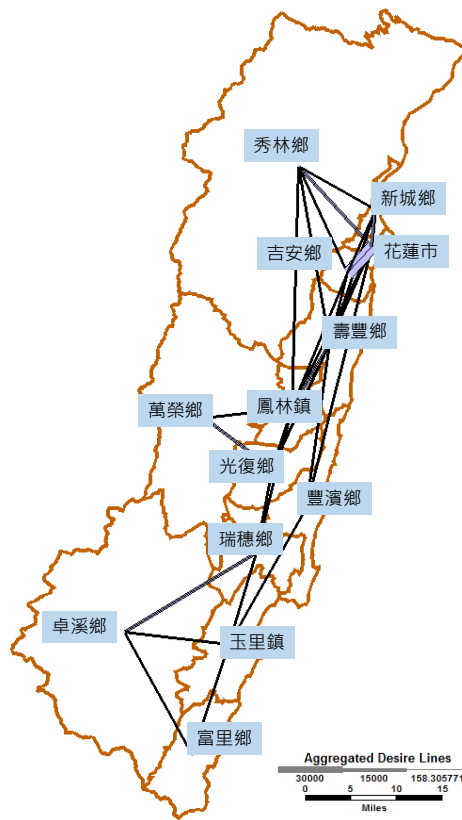 秀林鄉
新城鄉
吉安鄉
花蓮市
壽豐鄉
萬榮鄉
鳳林鎮
光復鄉
豐濱鄉
瑞穗鄉
卓溪鄉
玉里鎮
富里鄉
Aggregated Desire Lines
30000 15000 158.305771
0 5 10 15
Miles